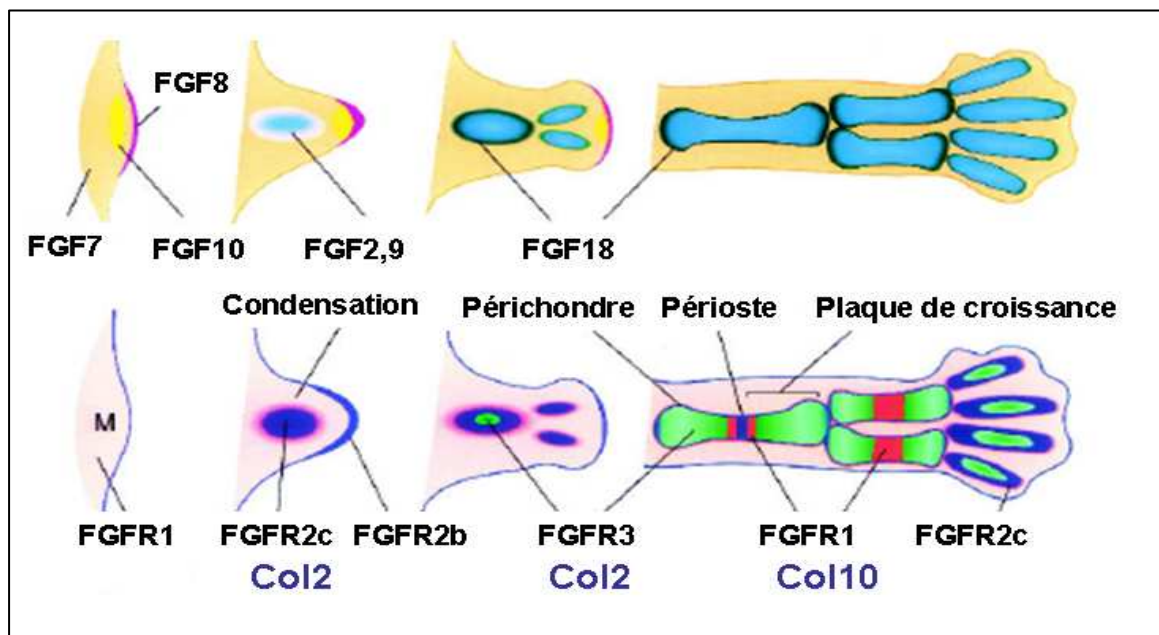 FGF8
FGF7 FGF10 FGF2,9 FGF18
Condensation Périchondre Périoste Plaque de croissance
M
FGFR1 FGFR2c FGFR2b FGFR3 FGFR1 FGFR2c
Col2 Col2 Col10